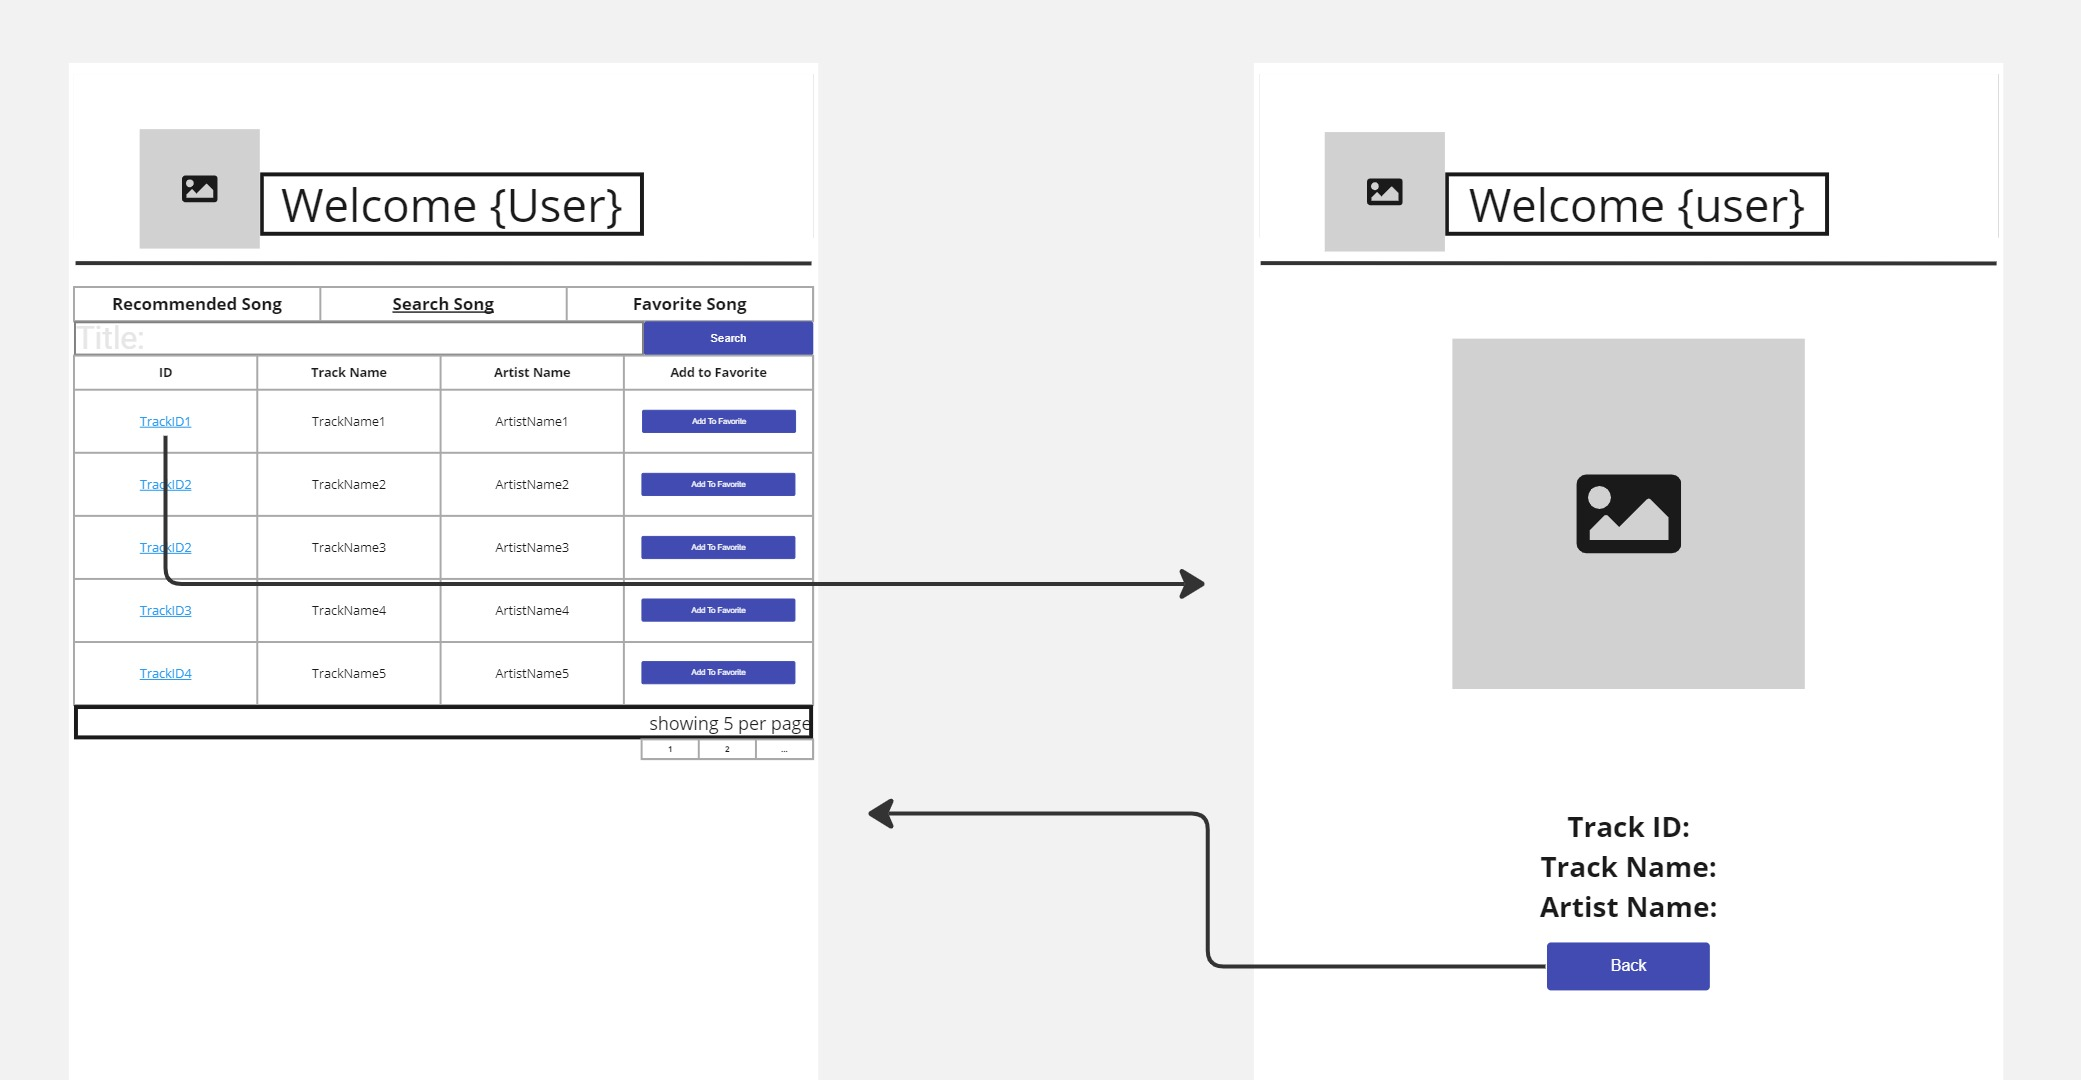 Welcome {User}
Recommended Song Search Song Favorite Song
Title: Search
ID Track Name Artist Name Add to Favorite
TrackID1 TrackName1 ArtistName1 Add To Favorite
TrackID2 TrackName2 ArtistName2 Add To Favorite
TrackID2 TrackName3 ArtistName3 Add To Favorite
TrackID3 TrackName4 ArtistName4 Add To Favorite
TrackID4 TrackName5 ArtistName5 Add To Favorite
showing 5 per page
1 2 ...
Welcome {user}
Track ID:
Track Name:
Artist Name:
Back